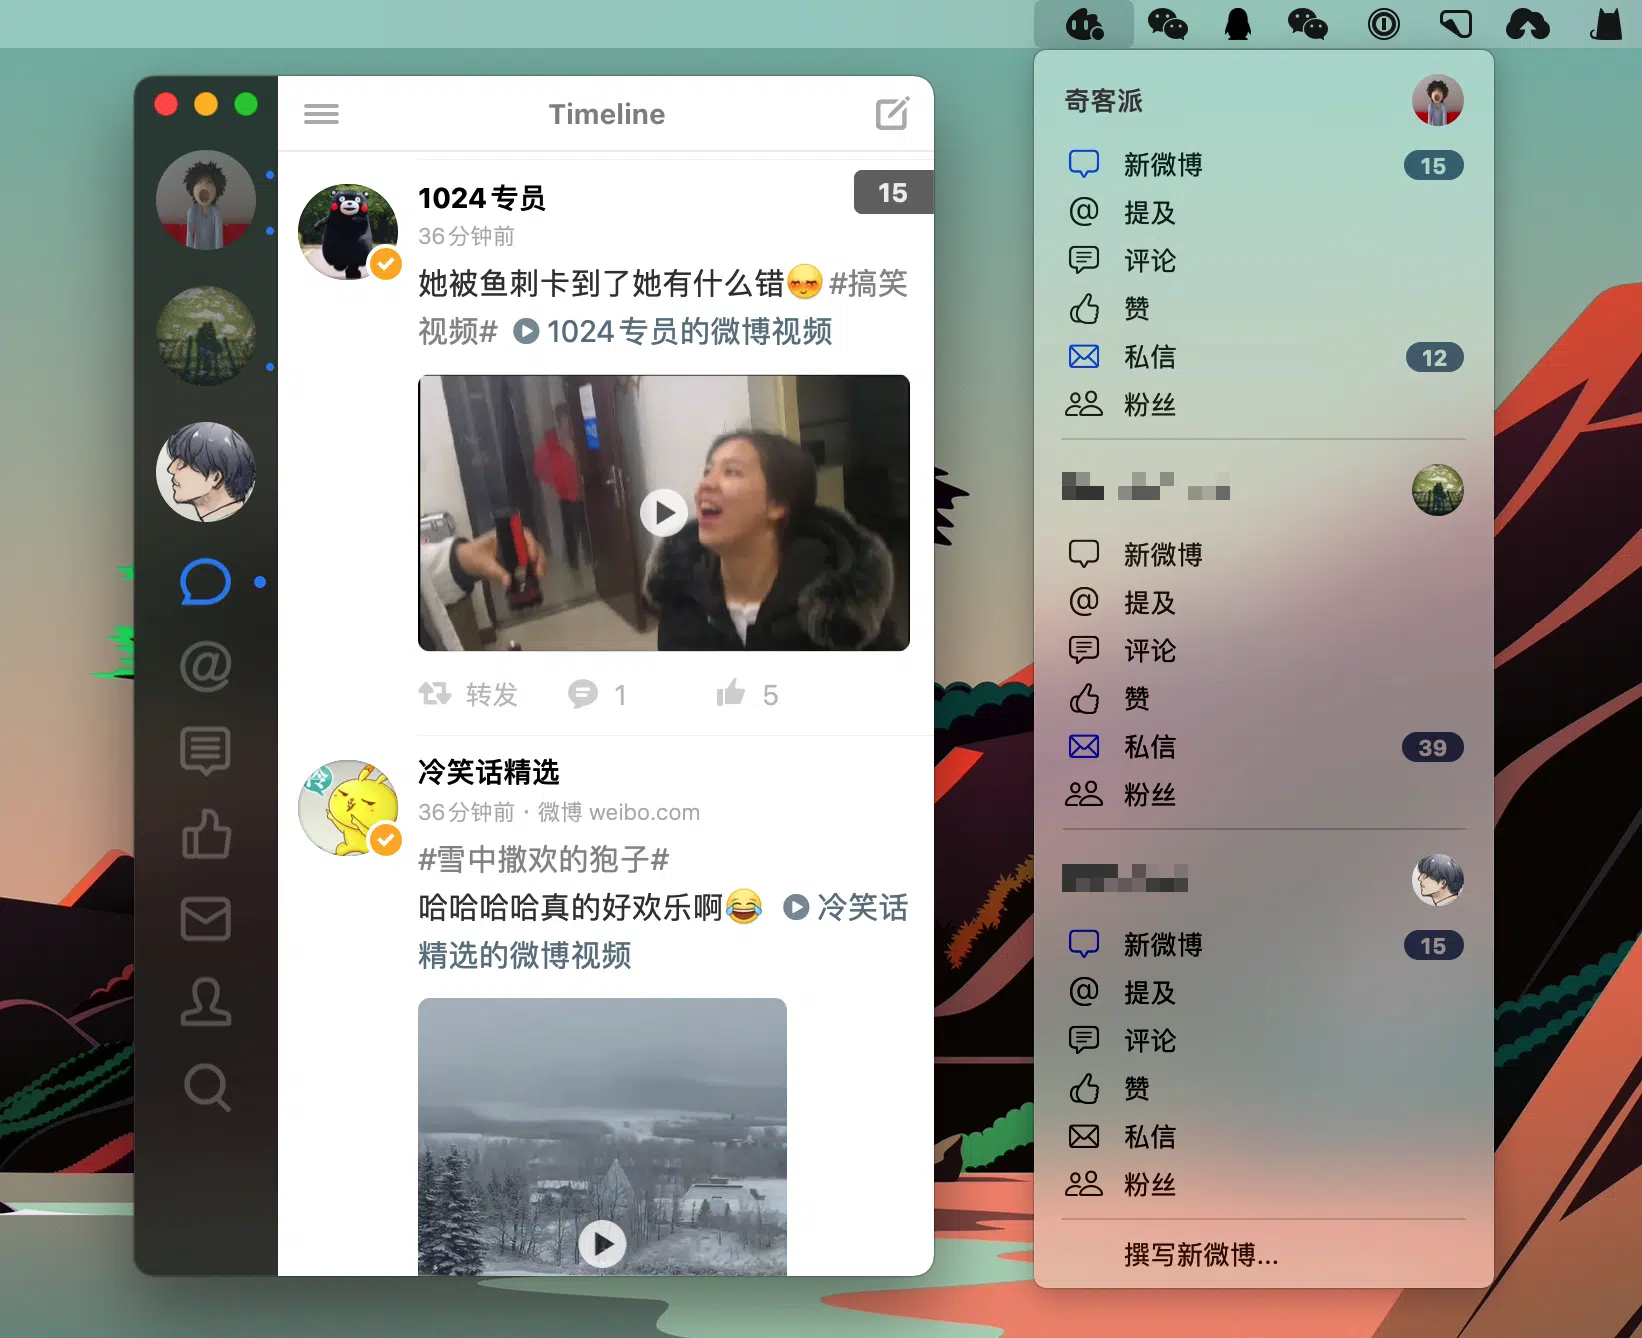 Timeline
15
1024专员
36分钟前
她被鱼刺卡到了她有什么错 #搞笑
视频# 1024专员的微博视频
转发 1 5
冷笑话精选
36分钟前 · 微博 weibo.com
#雪中撒欢的狍子#
哈哈哈哈真的好欢乐啊 冷笑话
精选的微博视频
奇客派
新微博 15
@ 提及
评论
赞
私信 12
粉丝
新微博
@ 提及
评论
赞
私信 39
粉丝
新微博 15
@ 提及
评论
赞
私信
粉丝
撰写新微博...